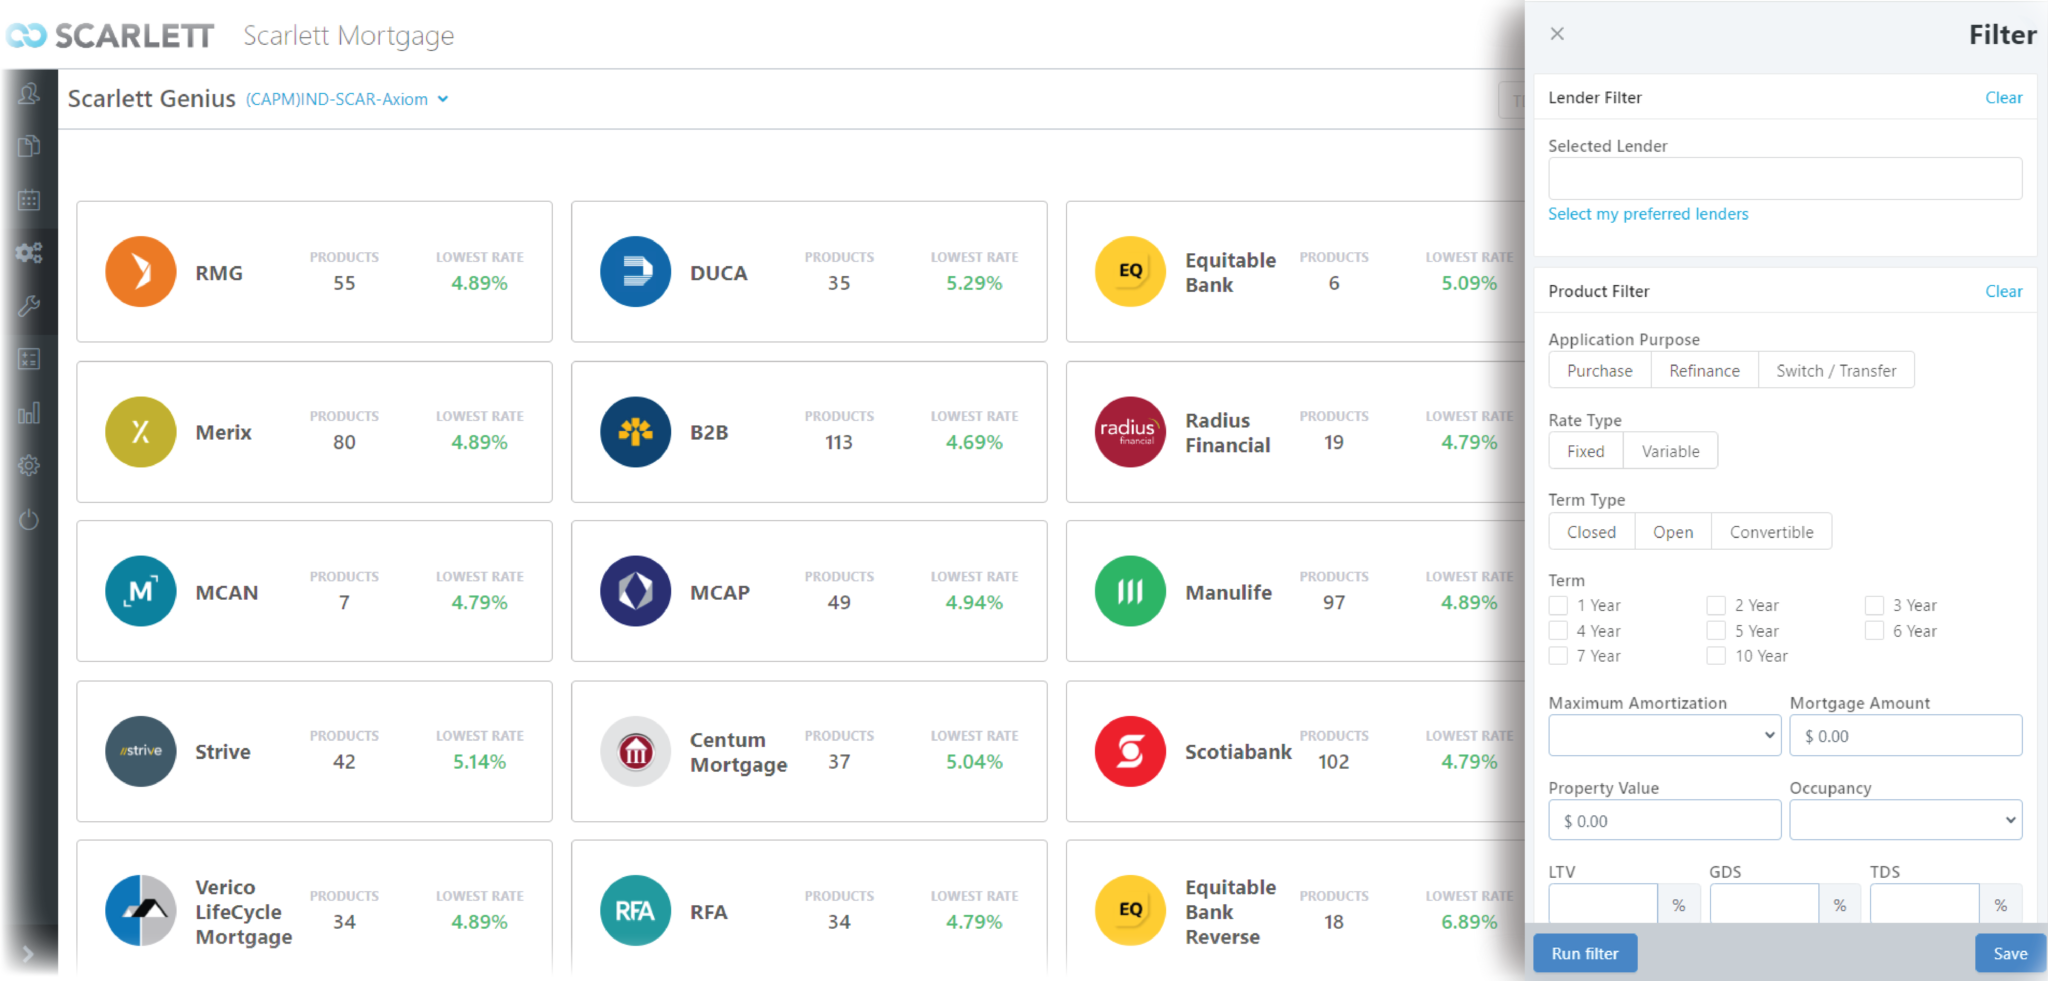 SCARLETT Scarlett Mortgage
Scarlett Genius (CAPM)IND-SCAR-Axiom
RMG
PRODUCTS
55
LOWEST RATE
4.89%
DUCA
PRODUCTS
35
LOWEST RATE
5.29%
EQ
Equitable
Bank
PRODUCTS
6
LOWEST RATE
5.09%
Merix
PRODUCTS
80
LOWEST RATE
4.89%
B2B
PRODUCTS
113
LOWEST RATE
4.69%
radius
financial
Radius
Financial
PRODUCTS
19
LOWEST RATE
4.79%
M
MCAN
PRODUCTS
7
LOWEST RATE
4.79%
MCAP
PRODUCTS
49
LOWEST RATE
4.94%
Manulife
PRODUCTS
97
LOWEST RATE
4.89%
//strive
Strive
PRODUCTS
42
LOWEST RATE
5.14%
Centum
Mortgage
PRODUCTS
37
LOWEST RATE
5.04%
Scotiabank
PRODUCTS
102
LOWEST RATE
4.79%
Verico
LifeCycle
Mortgage
PRODUCTS
34
LOWEST RATE
4.89%
RFA
RFA
PRODUCTS
34
LOWEST RATE
4.79%
EQ
Equitable
Bank
Reverse
PRODUCTS
18
LOWEST RATE
6.89%
Filter
Lender Filter Clear
Selected Lender
Select my preferred lenders
Product Filter Clear
Application Purpose
Purchase Refinance Switch / Transfer
Rate Type
Fixed Variable
Term Type
Closed Open Convertible
Term
1 Year 2 Year 3 Year
4 Year 5 Year 6 Year
7 Year 10 Year
Maximum Amortization Mortgage Amount
$ 0.00
Property Value Occupancy
$ 0.00
LTV GDS TDS
% % %
Run filter Save